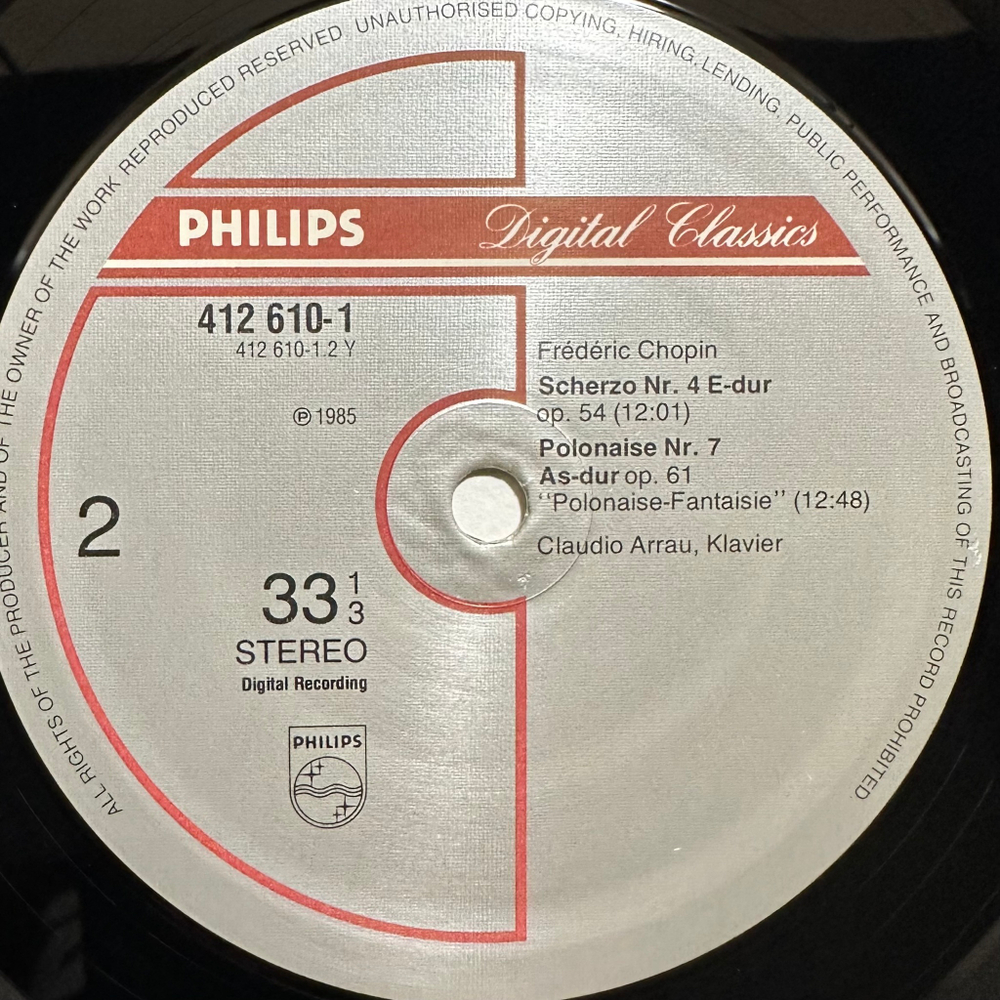 ALL RIGHTS OF THE PRODUCER AND OF THE OWNER OF THE WORK REPRODUCED RESERVED UNAUTHORISED COPYING, HIRING, LENDING, PUBLIC PERFORMANCE AND BROADCASTING OF THIS RECORD PROHIBITED.
PHILIPS Digital Classics
412 610-1
412 610-1.2 Y
℗ 1985
2
33 1/3
STEREO
Digital Recording
PHILIPS
Frédéric Chopin
Scherzo Nr. 4 E-dur
op. 54 (12:01)
Polonaise Nr. 7
As-dur op. 61
"Polonaise-Fantaisie" (12:48)
Claudio Arrau, Klavier